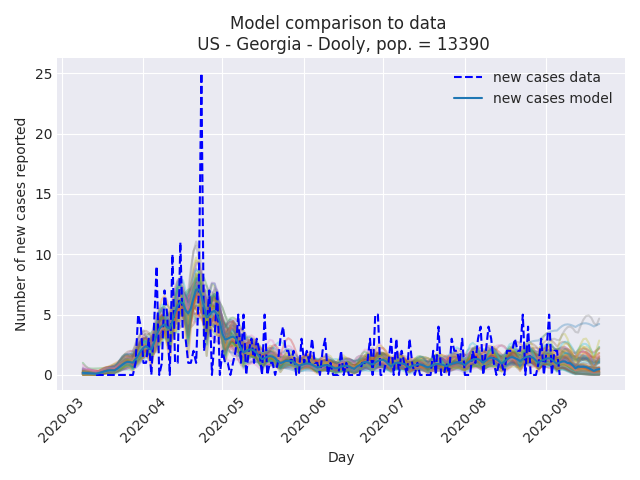 Model comparison to data
US - Georgia - Dooly, pop. = 13390
new cases data
new cases model
Number of new cases reported
25
20
15
10
5
0
2020-03
2020-04
2020-05
2020-06
2020-07
2020-08
2020-09
Day